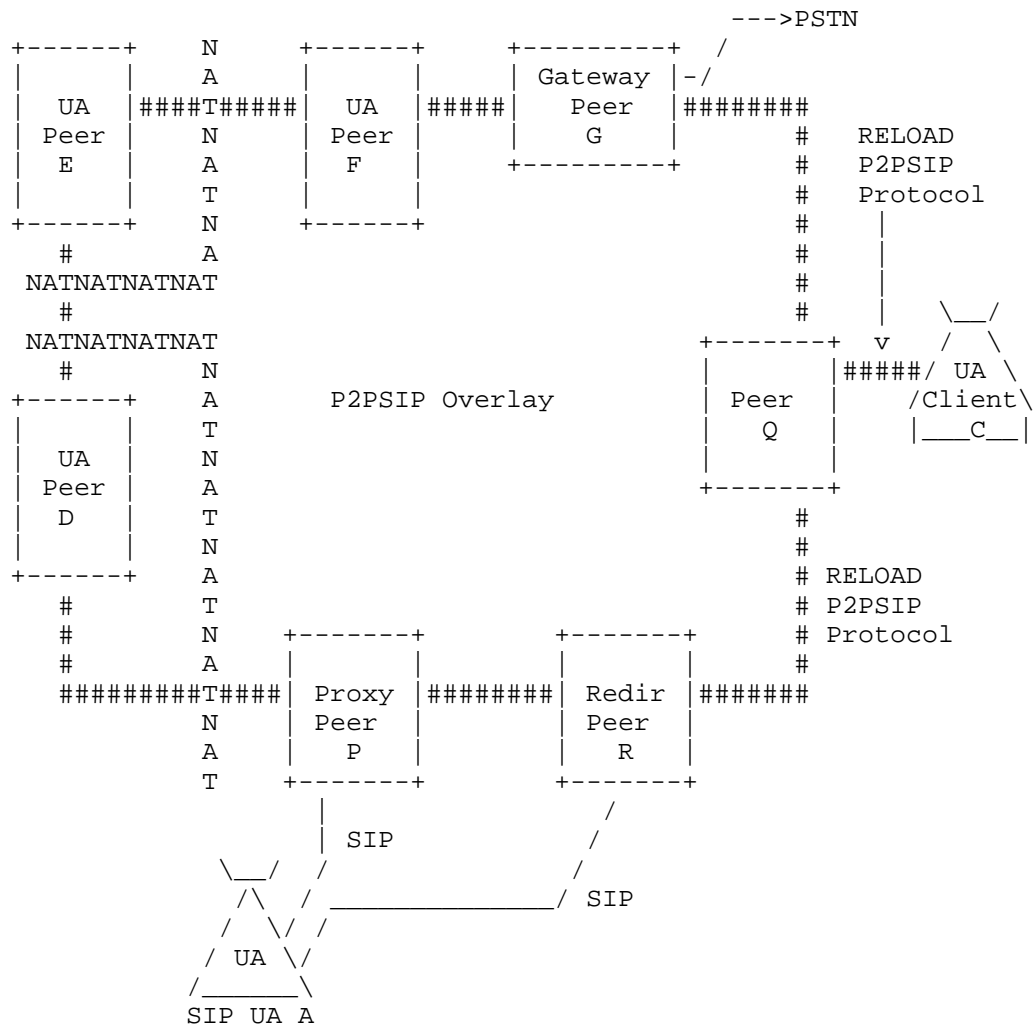 --->PSTN
N
A
Gateway
UA
T
UA
Peer
Peer
N
Peer
G
RELOAD
E
A
F
P2PSIP
T
Protocol
N
A
NATNATNATNAT
NATNATNATNAT
v
N
UA
A
P2PSIP Overlay
Peer
Client
T
Q
C
UA
N
Peer
A
D
T
N
A
RELOAD
T
P2PSIP
N
Protocol
A
T
Proxy
Redir
N
Peer
Peer
A
P
R
T
SIP
SIP
UA
SIP UA A